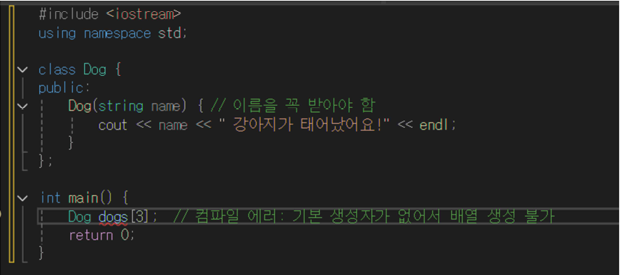 #include <iostream>
using namespace std;
class Dog {
public:
Dog(string name) { // 이름을 꼭 받아야 함
cout << name << " 강아지가 태어났어요!" << endl;
}
};
int main() {
Dog dogs[3]; // 컴파일 에러: 기본 생성자가 없어서 배열 생성 불가
return 0;
}